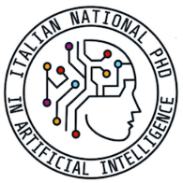 ITALIAN NATIONAL PHD
IN ARTIFICIAL INTELLIGENCE